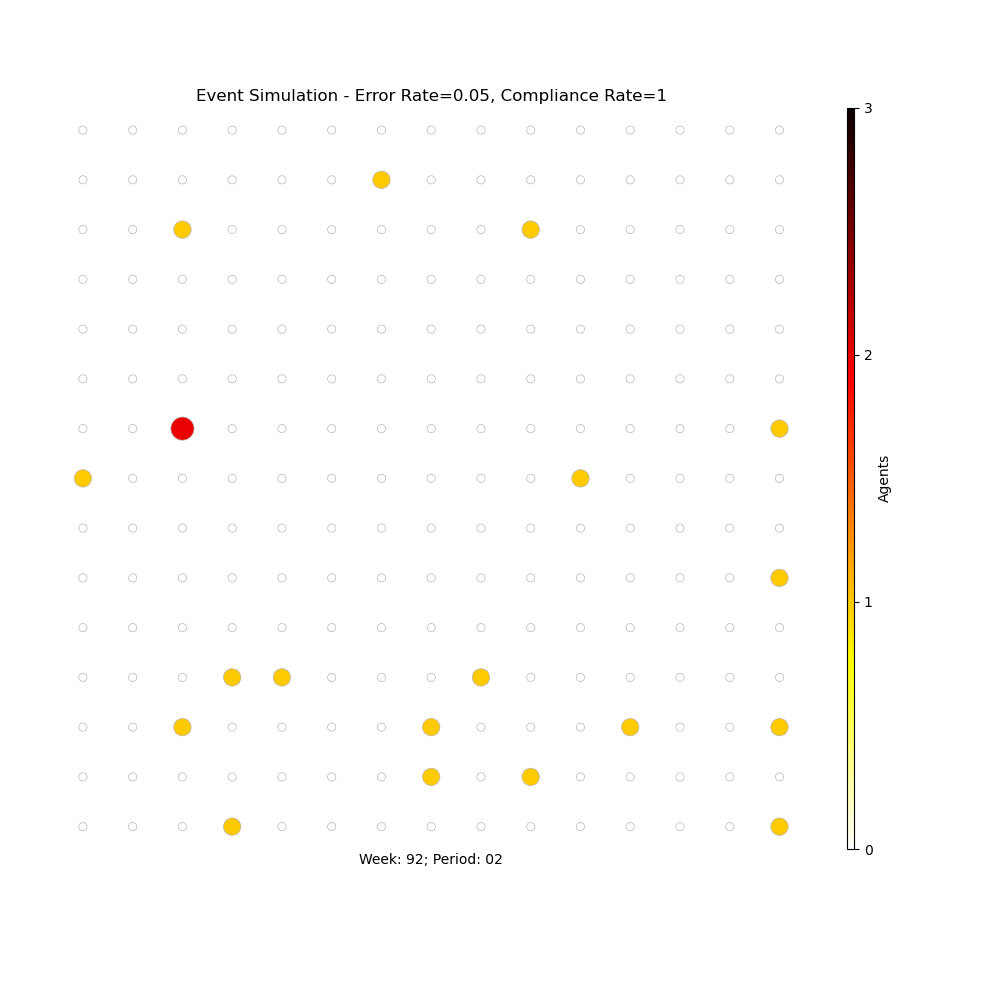 Event Simulation - Error Rate=0.05, Compliance Rate=1
3
2
Agents
1
0
Week: 92; Period: 02